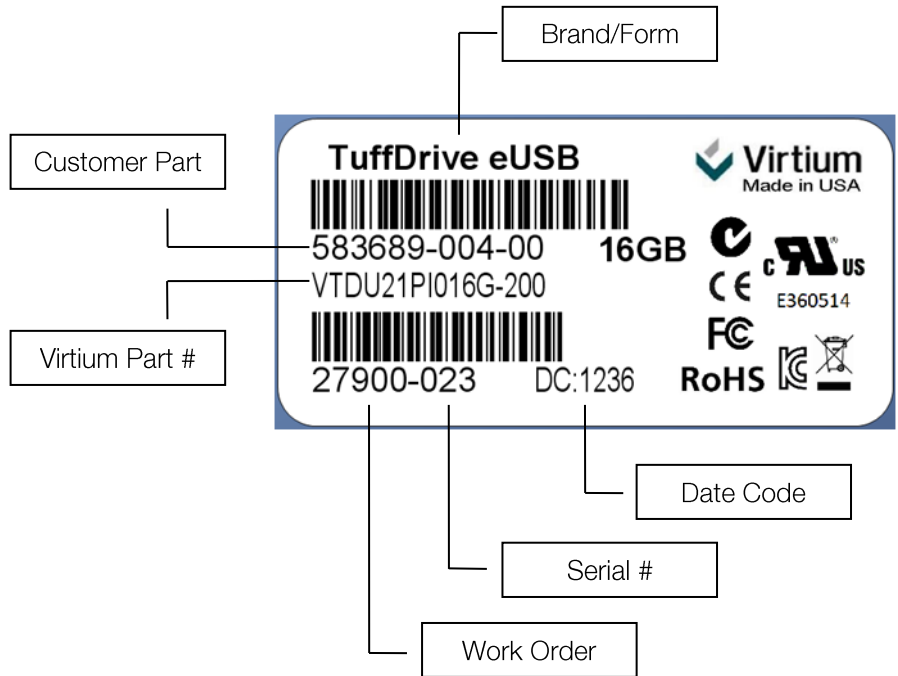 Brand/Form
Customer Part
TuffDrive eUSB
Virtium
Made in USA
583689-004-00 16GB
VTDU21PI016G-200
C RU ® US
CE
E360514
Virtium Part #
FC
27900-023 DC:1236
RoHS
Date Code
Serial #
Work Order